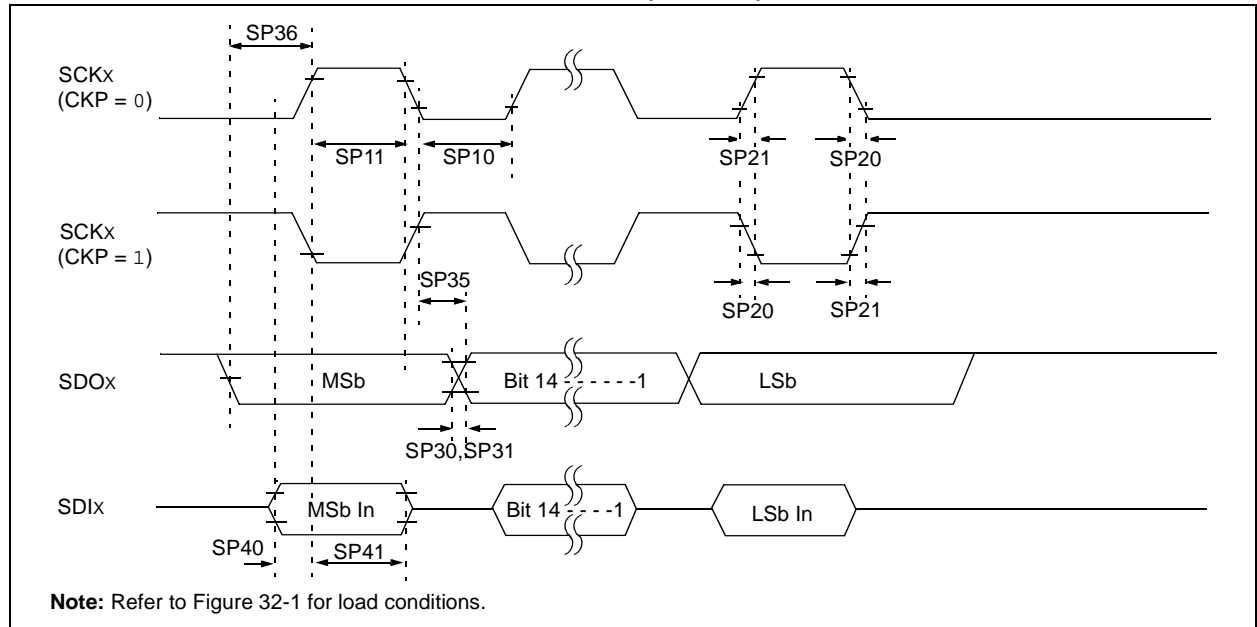 SP36
SCKX
(CKP = 0)
SP11
SP10
SP21
SP20
SCKX
(CKP = 1)
SP35
SP20
SP21
SDOX
MSb
Bit 14 - - - - - - -1
LSb
SP30,SP31
SDIX
MSb In
Bit 14 - - - -1
LSb In
SP40
SP41
Note: Refer to Figure 32-1 for load conditions.